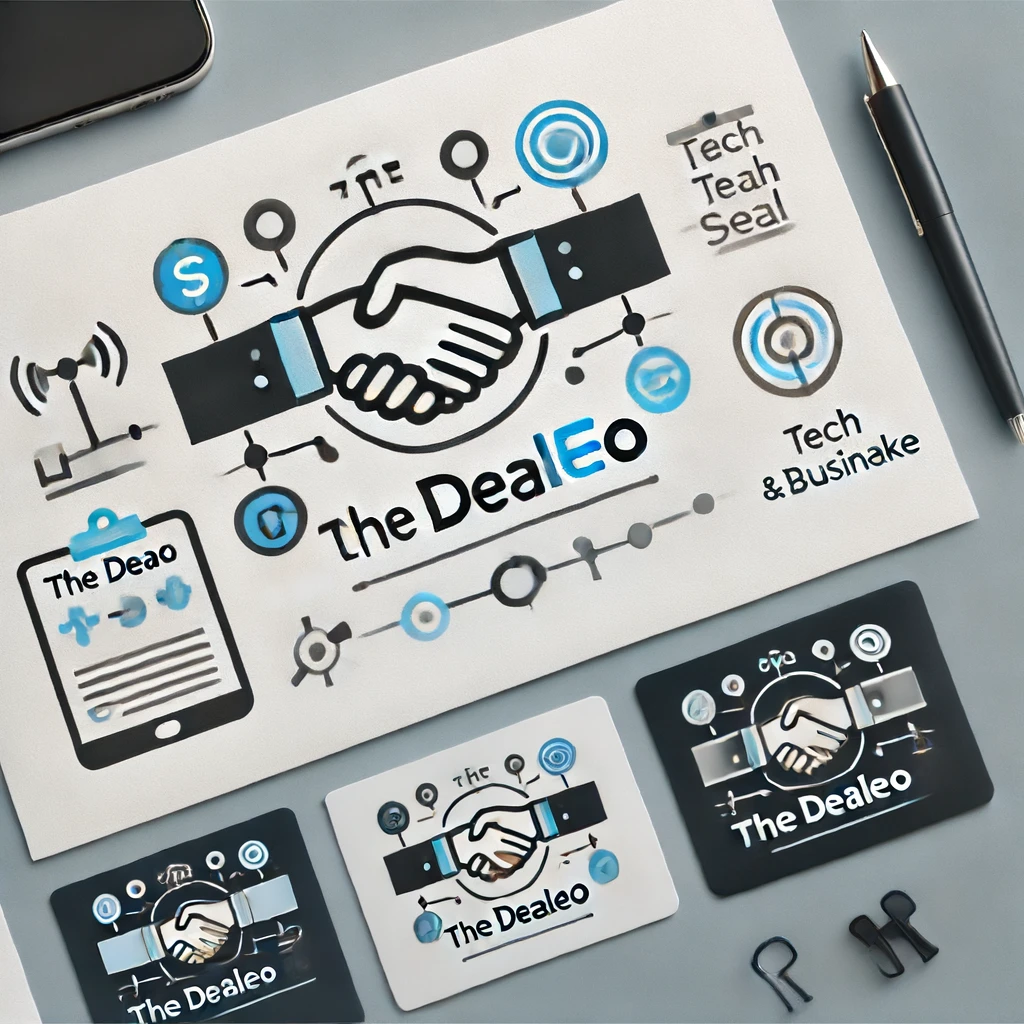 THE
S
Tech
Teah
Seal
The DealEo
Tech
& Businake
The Deao
The
The Dealeo
The Dealeo
The Dealeo